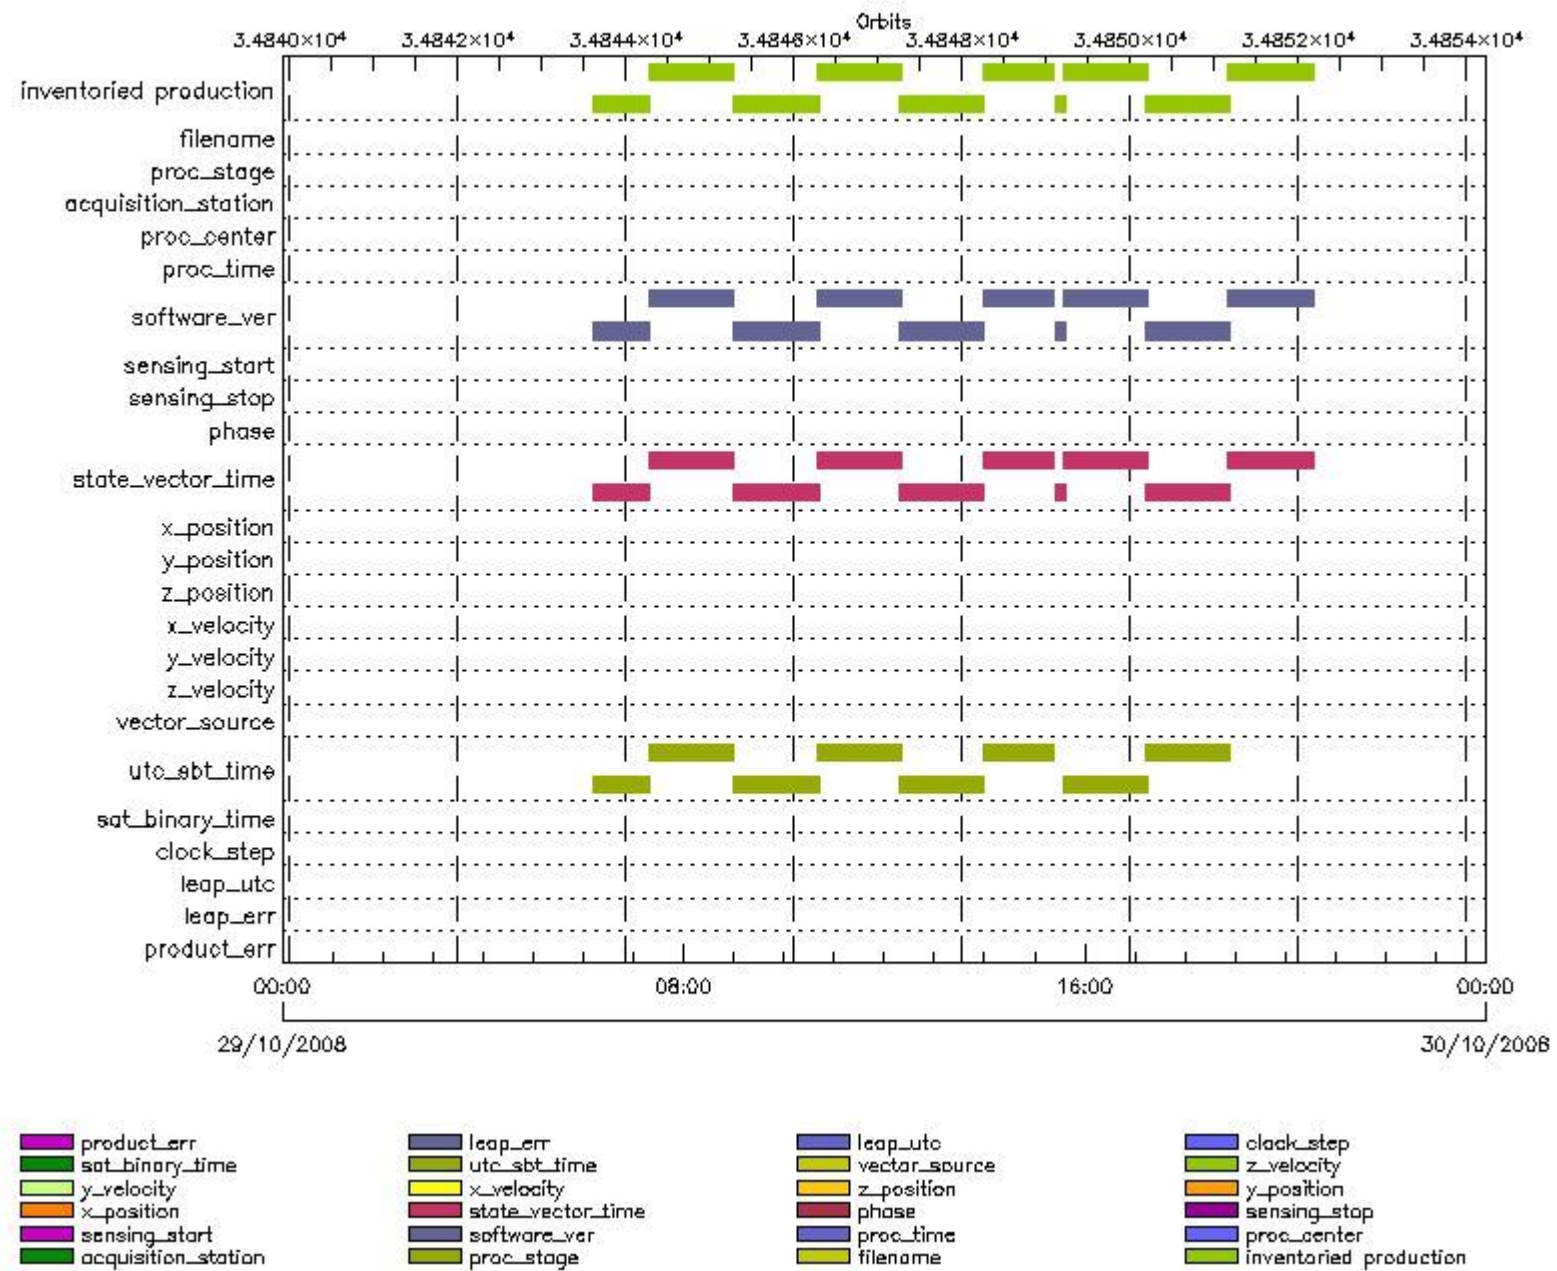 Orbits
3.4840×10⁴ 3.4842×10⁴ 3.4844×10⁴ 3.4846×10⁴ 3.4848×10⁴ 3.4850×10⁴ 3.4852×10⁴ 3.4854×10⁴
inventoried production
filename
proc_stage
acquisition_station
proc_center
proc_time
software_ver
sensing_start
sensing_stop
phase
state_vector_time
x_position
y_position
z_position
x_velocity
y_velocity
z_velocity
vector_source
utc_sbt_time
sat_binary_time
clock_step
leap_utc
leap_err
product_err
00:00 08:00 16:00 00:00
29/10/2008 30/10/2008
product_err leap_err leap_utc clock_step
sat_binary_time utc_sbt_time vector_source z_velocity
y_velocity x_velocity z_position y_position
x_position state_vector_time phase sensing_stop
sensing_start software_ver proc_time proc_center
acquisition_station proc_stage filename inventoried production